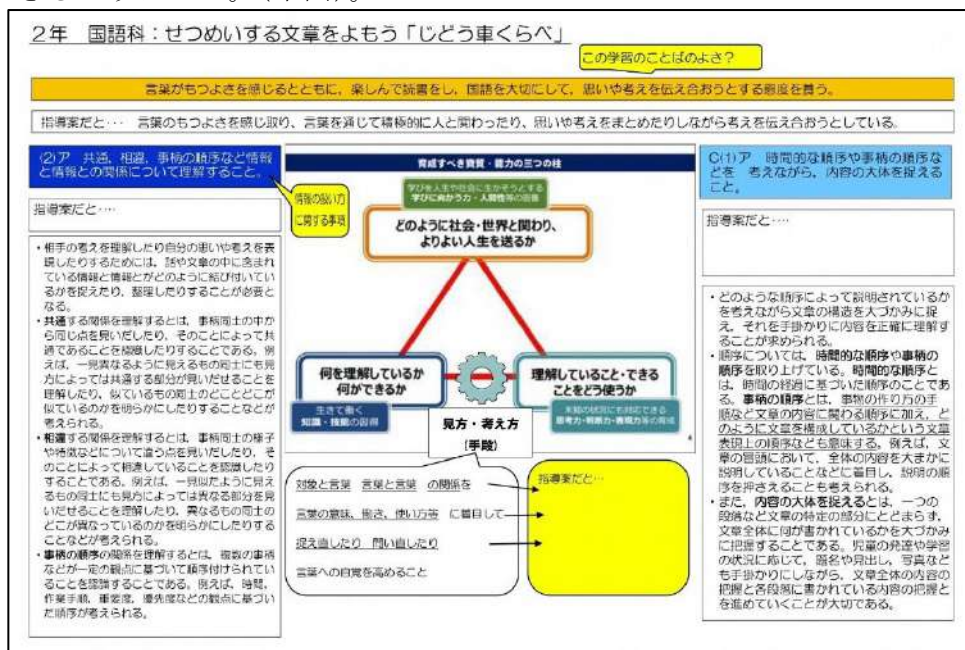 ２年　国語科：せつめいする文章をよもう「じどう車くらべ」
この学習のことばのよさ？
言葉がもつよさを感じるとともに，楽しんで読書をし，国語を大切にして，思いや考えを伝え合おうとする態度を養う。
指導案だと…　言葉のもつよさを感じ取り，言葉を通じて積極的に人と関わったり，思いや考えをまとめたりしながら考えを伝え合おうとしている。
(２)ア　共通，相違，事柄の順序など情報
と情報との関係について理解すること。
情報の扱い方
に関する事項
指導案だと‥‥
・相手の考えを理解したり自分の思いや考えを表
現したりするためには，話や文章の中に含まれ
ている情報と情報とがどのように結び付いてい
るかを捉えたり，整理したりすることが必要と
なる。
・共通する関係を理解するとは，事柄同士の中か
ら同じ点を見いだしたり，そのことによって共
通であることを認識したりすることである。例
えば，一見異なるように見えるもの同士にも見
方によっては共通する部分が見いだせることを
理解したり，似ているもの同士のどことどこが
似ているのかを明らかにしたりすることなどが
考えられる。
・相違する関係を理解するとは，事柄同士の様子
や特徴などについて違う点を見いだしたり，そ
のことによって相違していることを認識したり
することである。例えば，一見似たように見え
るもの同士にも見方によっては異なる部分を見
いだせることを理解したり，異なるもの同士の
どこが異なっているのかを明らかにしたりする
ことなどが考えられる。
・事柄の順序の関係を理解するとは，複数の事柄
などが一定の観点に基づいて順序付けられてい
ることを認識することである。例えば，時間，
作業手順，重要度，優先度などの観点に基づい
た順序が考えられる。
育成すべき資質・能力の三つの柱
学びを人生や社会に生かそうとする
学びに向かう力・人間性等の涵養
どのように社会・世界と関わり、
よりよい人生を送るか
何を理解しているか
何ができるか
生きて働く
知識・技能の習得
理解していること・できる
ことをどう使うか
未知の状況にも対応できる
思考力・判断力・表現力等の育成
見方・考え方
（手段）
対象と言葉　言葉と言葉　の関係を
言葉の意味、働き、使い方等　に着目して
捉え直したり　問い直したり
言葉への自覚を高めること
指導案だと…
C(１)ア　時間的な順序や事柄の順序な
どを　考えながら，内容の大体を捉える
こと。
指導案だと‥‥
・どのような順序によって説明されているか
を考えながら文章の構造を大づかみに捉
え，それを手掛かりに内容を正確に理解する
ことが求められる。
・順序については，時間的な順序や事柄の
順序を取り上げている。時間的な順序と
は，時間の経過に基づいた順序のことであ
る。事柄の順序とは，事物の作り方の手
順など文章の内容に関わる順序に加え，ど
のように文章を構成しているかという文章
表現上の順序なども意味する。例えば，文
章の冒頭において，全体の内容を大まかに
説明していることなどに着目し，説明の順
序を押さえることも考えられる。
・また，内容の大体を捉えるとは，一つの
段落など文章の特定の部分にとどまらず，
文章全体に何が書かれているかを大づかみ
に把握することである。児童の発達や学習
の状況に応じて，題名や見出し，写真など
も手掛かりにしながら，文章全体の内容の
把握と各段落に書かれている内容の把握と
を進めていくことが大切である。